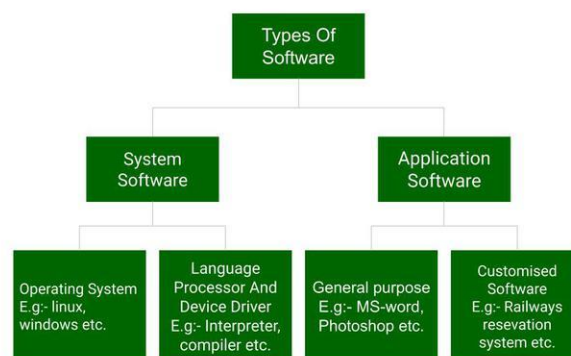 Types Of
Software
System
Software
Application
Software
Operating System
E.g:- linux,
windows etc.
Language
Processor And
Device Driver
E.g:- Interpreter,
compiler etc.
General purpose
E.g:- MS-word,
Photoshop etc.
Customised
Software
E.g:- Railways
resevation
system etc.